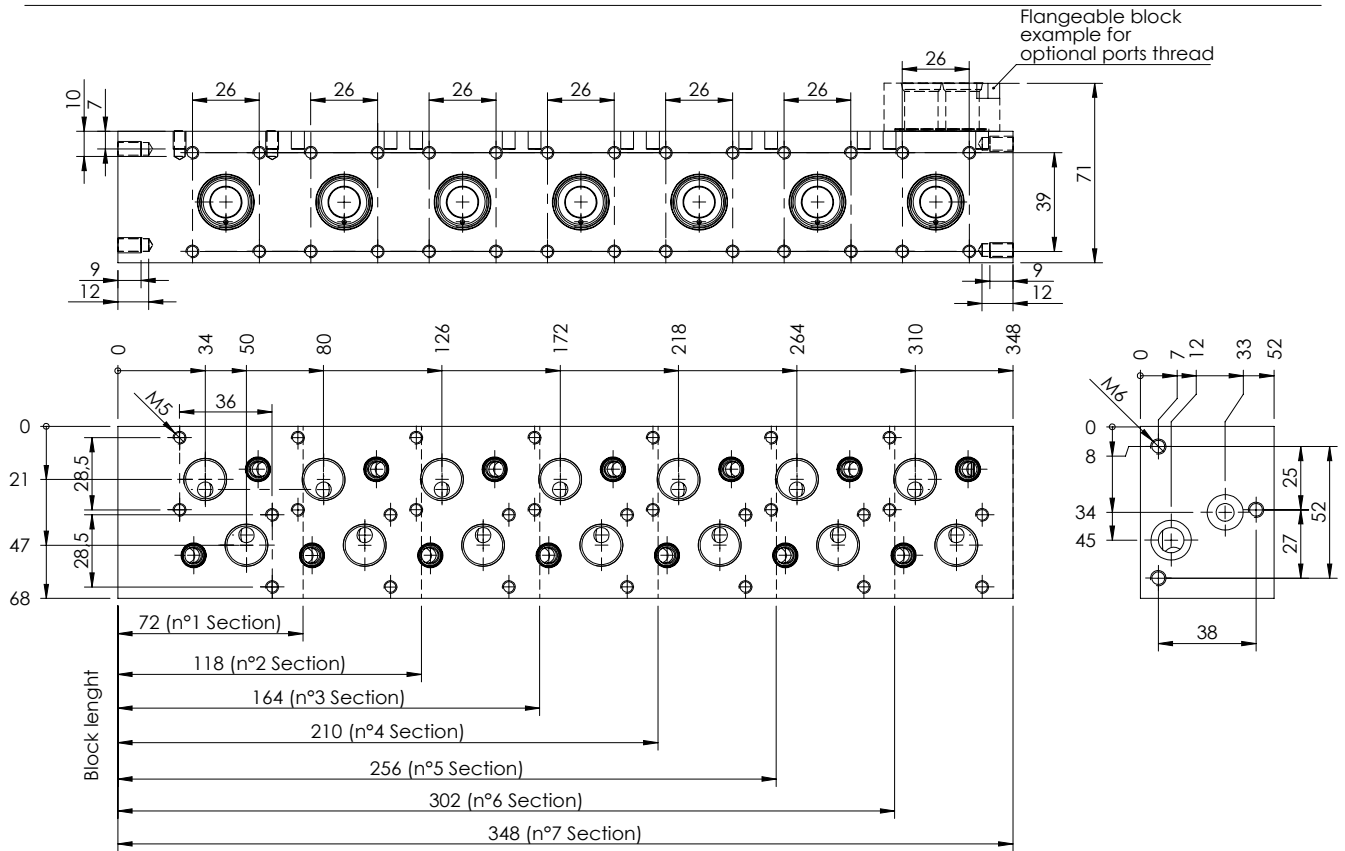 Flangeable block
example for
optional ports thread
26
26 26 26 26 26 26
10
7
39
71
9
12
9
12
0 34 50 80 126 172 218 264 310 348
0 7 12 33 52
M5
36
M6
0
21
47
68
28,5
28,5
0
8
34
45
25
27
52
38
72 (n°1 Section)
118 (n°2 Section)
164 (n°3 Section)
210 (n°4 Section)
256 (n°5 Section)
302 (n°6 Section)
348 (n°7 Section)
Block lenght